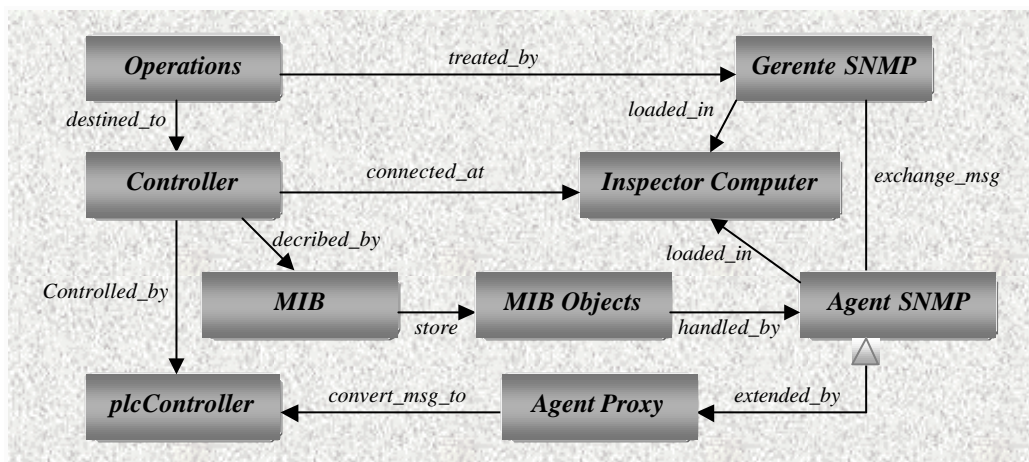 Operations
treated_by
Gerente SNMP
destined_to
loaded_in
Controller
connected_at
Inspector Computer
exchange_msg
decribed_by
loaded_in
Controlled_by
MIB
store
MIB Objects
handled_by
Agent SNMP
plcController
convert_msg_to
Agent Proxy
extended_by